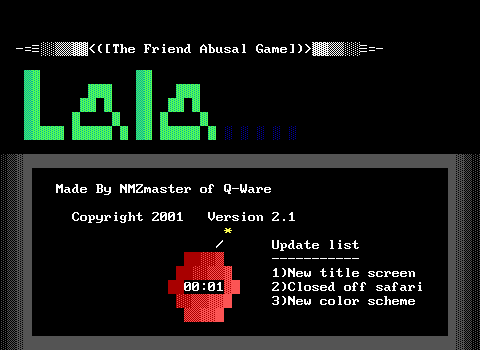 -=≡░▒▓<([The Friend Abusal Game])>▓▒░≡=-
Lala
Made By NMZmaster of Q-Ware
Copyright 2001 Version 2.1
*
Update list
-----------
00:01
1)New title screen
2)Closed off safari
3)New color scheme